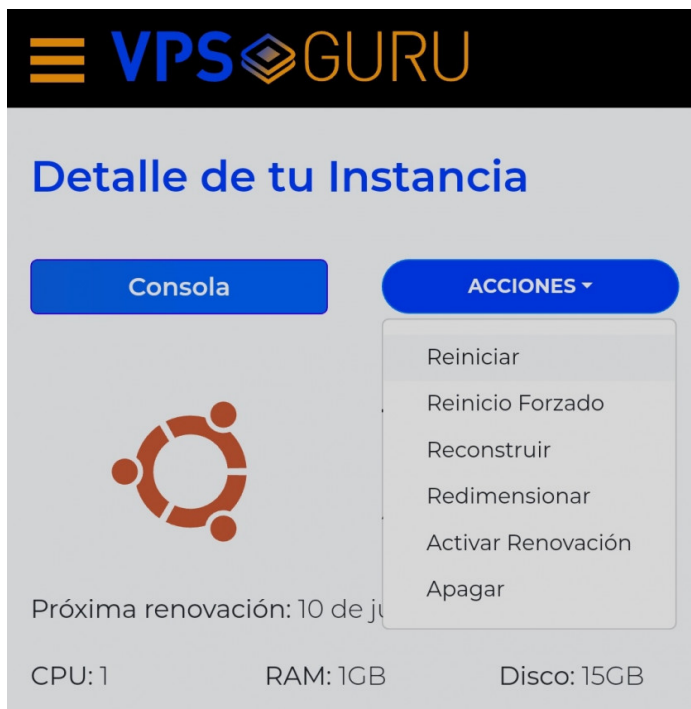 VPS GURU
Detalle de tu Instancia
Consola
ACCIONES
Reiniciar
Reinicio Forzado
Reconstruir
Redimensionar
Activar Renovación
Apagar
Próxima renovación: 10 de
CPU: 1 RAM: 1GB Disco: 15GB